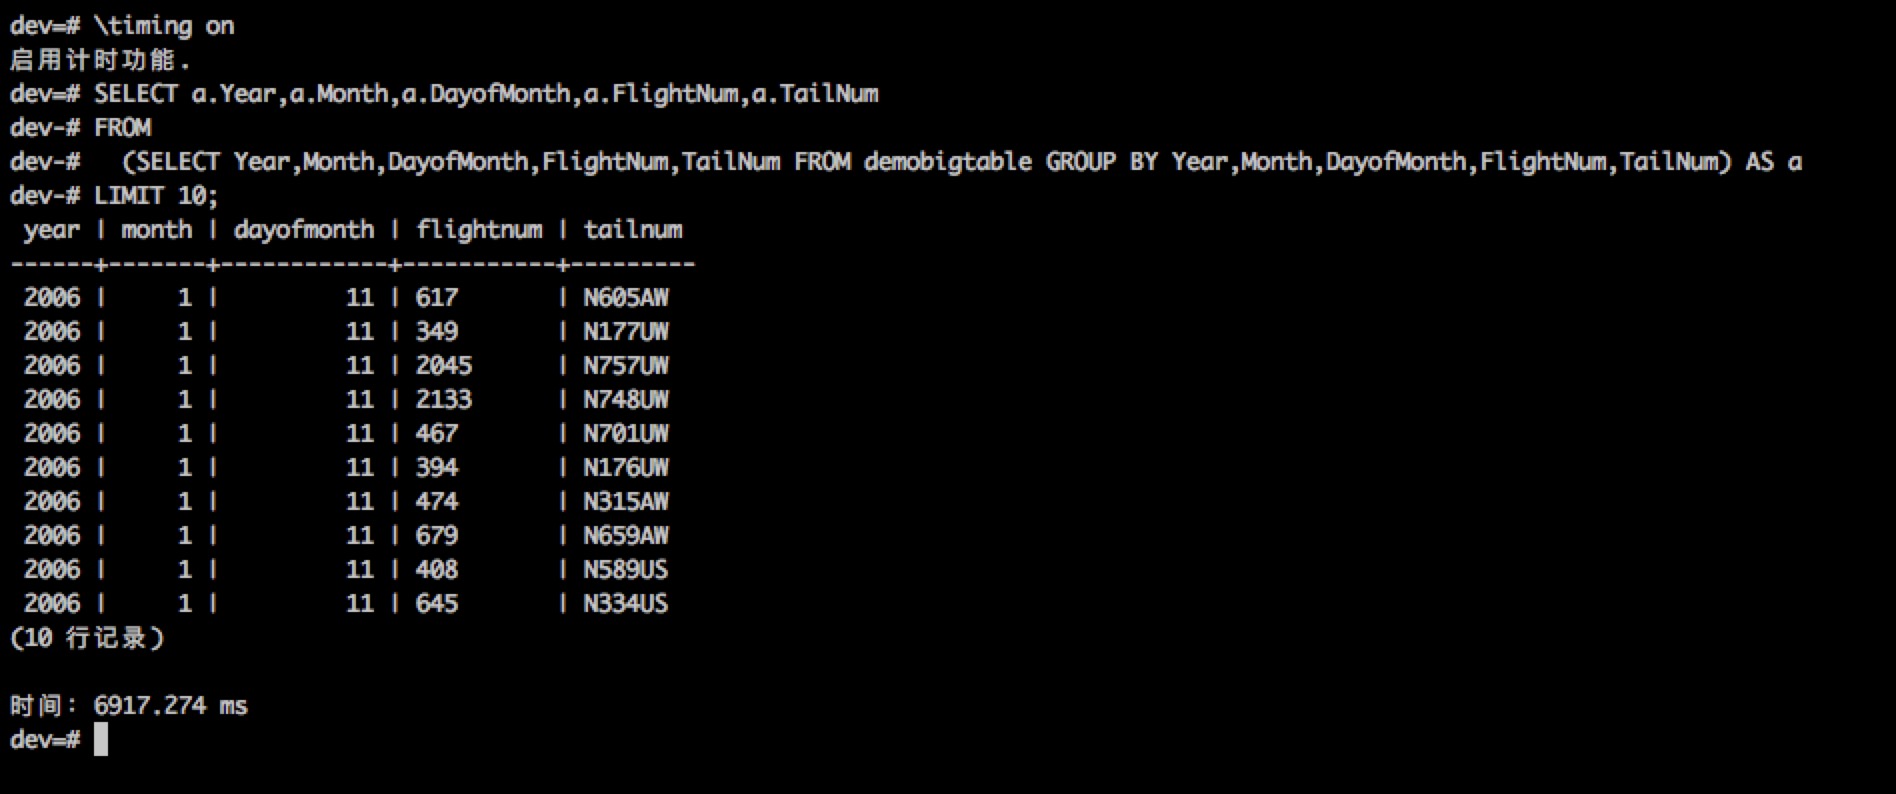 dev=# \timing on
启用计时功能.
dev=# SELECT a.Year,a.Month,a.DayofMonth,a.FlightNum,a.TailNum
dev-# FROM
dev-#   (SELECT Year,Month,DayofMonth,FlightNum,TailNum FROM demobigtable GROUP BY Year,Month,DayofMonth,FlightNum,TailNum) AS a
dev-# LIMIT 10;
 year | month | dayofmonth | flightnum | tailnum
------+-------+------------+-----------+---------
 2006 |     1 |         11 | 617       | N605AW
 2006 |     1 |         11 | 349       | N177UW
 2006 |     1 |         11 | 2045      | N757UW
 2006 |     1 |         11 | 2133      | N748UW
 2006 |     1 |         11 | 467       | N701UW
 2006 |     1 |         11 | 394       | N176UW
 2006 |     1 |         11 | 474       | N315AW
 2006 |     1 |         11 | 679       | N659AW
 2006 |     1 |         11 | 408       | N589US
 2006 |     1 |         11 | 645       | N334US
(10 行记录)
时间: 6917.274 ms
dev=#